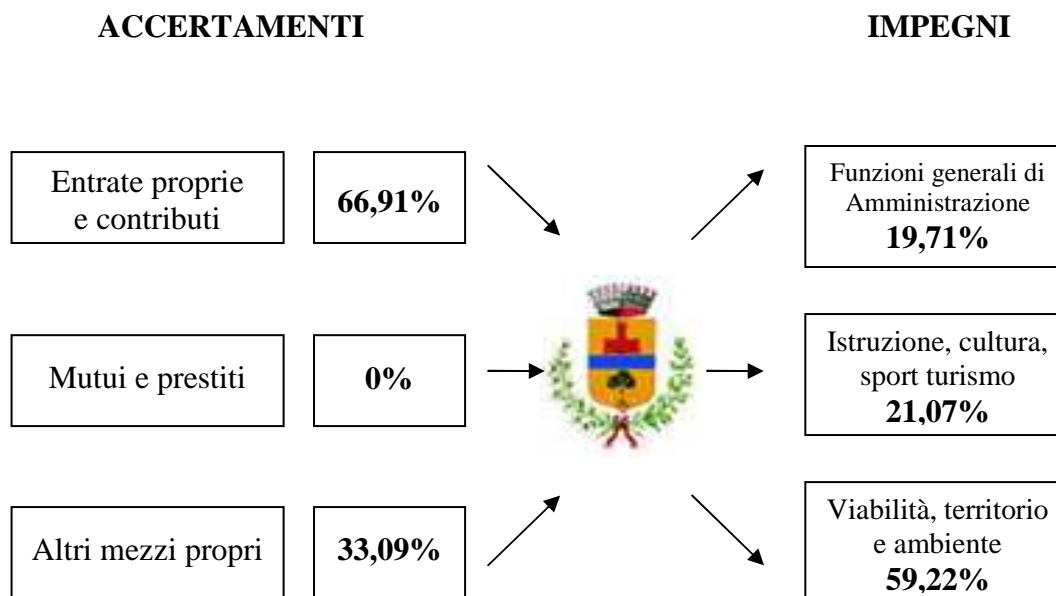 ACCERTAMENTI
IMPEGNI
Entrate proprie
e contributi
66,91%
Funzioni generali di
Amministrazione
19,71%
Mutui e prestiti
0%
Istruzione, cultura,
sport turismo
21,07%
Altri mezzi propri
33,09%
Viabilità, territorio
e ambiente
59,22%